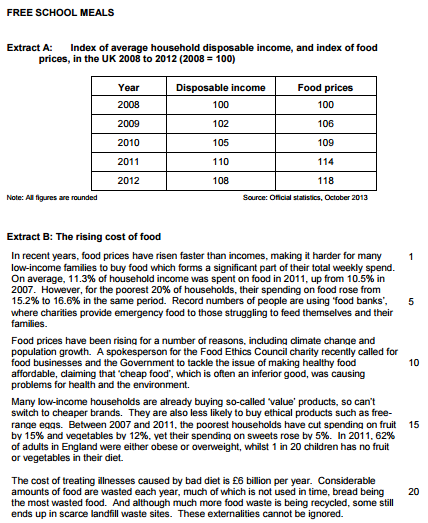 FREE SCHOOL MEALS
Extract A: Index of average household disposable income, and index of food
prices, in the UK 2008 to 2012 (2008 = 100)
Year Disposable income Food prices
2008 100 100
2009 102 106
2010 105 109
2011 110 114
2012 108 118
Note: All figures are rounded Source: Official statistics, October 2013
Extract B: The rising cost of food
In recent years, food prices have risen faster than incomes, making it harder for many 1
low-income families to buy food which forms a significant part of their total weekly spend.
On average, 11.3% of household income was spent on food in 2011, up from 10.5% in
2007. However, for the poorest 20% of households, their spending on food rose from
15.2% to 16.6% in the same period. Record numbers of people are using ‘food banks’, 5
where charities provide emergency food to those struggling to feed themselves and their
families.
Food prices have been rising for a number of reasons, including climate change and
population growth. A spokesperson for the Food Ethics Council charity recently called for
food businesses and the Government to tackle the issue of making healthy food 10
affordable, claiming that ‘cheap food’, which is often an inferior good, was causing
problems for health and the environment.
Many low-income households are already buying so-called ‘value’ products, so can’t
switch to cheaper brands. They are also less likely to buy ethical products such as free-
range eggs. Between 2007 and 2011, the poorest households have cut spending on fruit 15
by 15% and vegetables by 12%, yet their spending on sweets rose by 5%. In 2011, 62%
of adults in England were either obese or overweight, whilst 1 in 20 children has no fruit
or vegetables in their diet.
The cost of treating illnesses caused by bad diet is £6 billion per year. Considerable
amounts of food are wasted each year, much of which is not used in time, bread being 20
the most wasted food. And although much more food waste is being recycled, some still
ends up in scarce landfill waste sites. These externalities cannot be ignored.